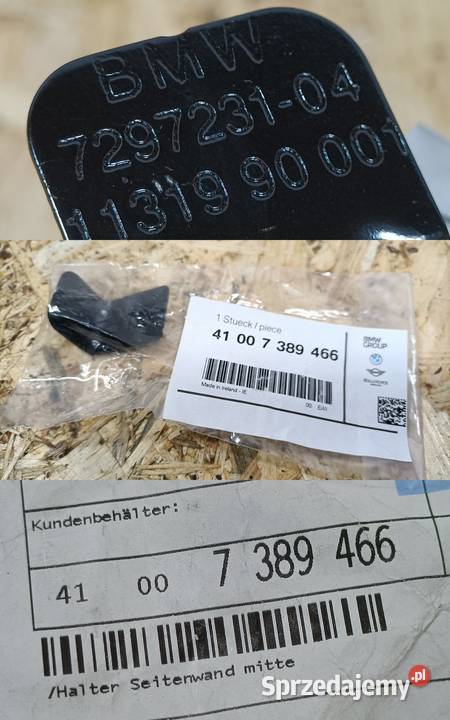 BMW
7297231-04
11319 90 001
1 Stueck / piece
41 00 7 389 466
Made in Ireland - IE
BMW
GROUP
Kundenbehälter:
41 00 7 389 466
/Halter Seitenwand mitte
Sprzedajemy.pl